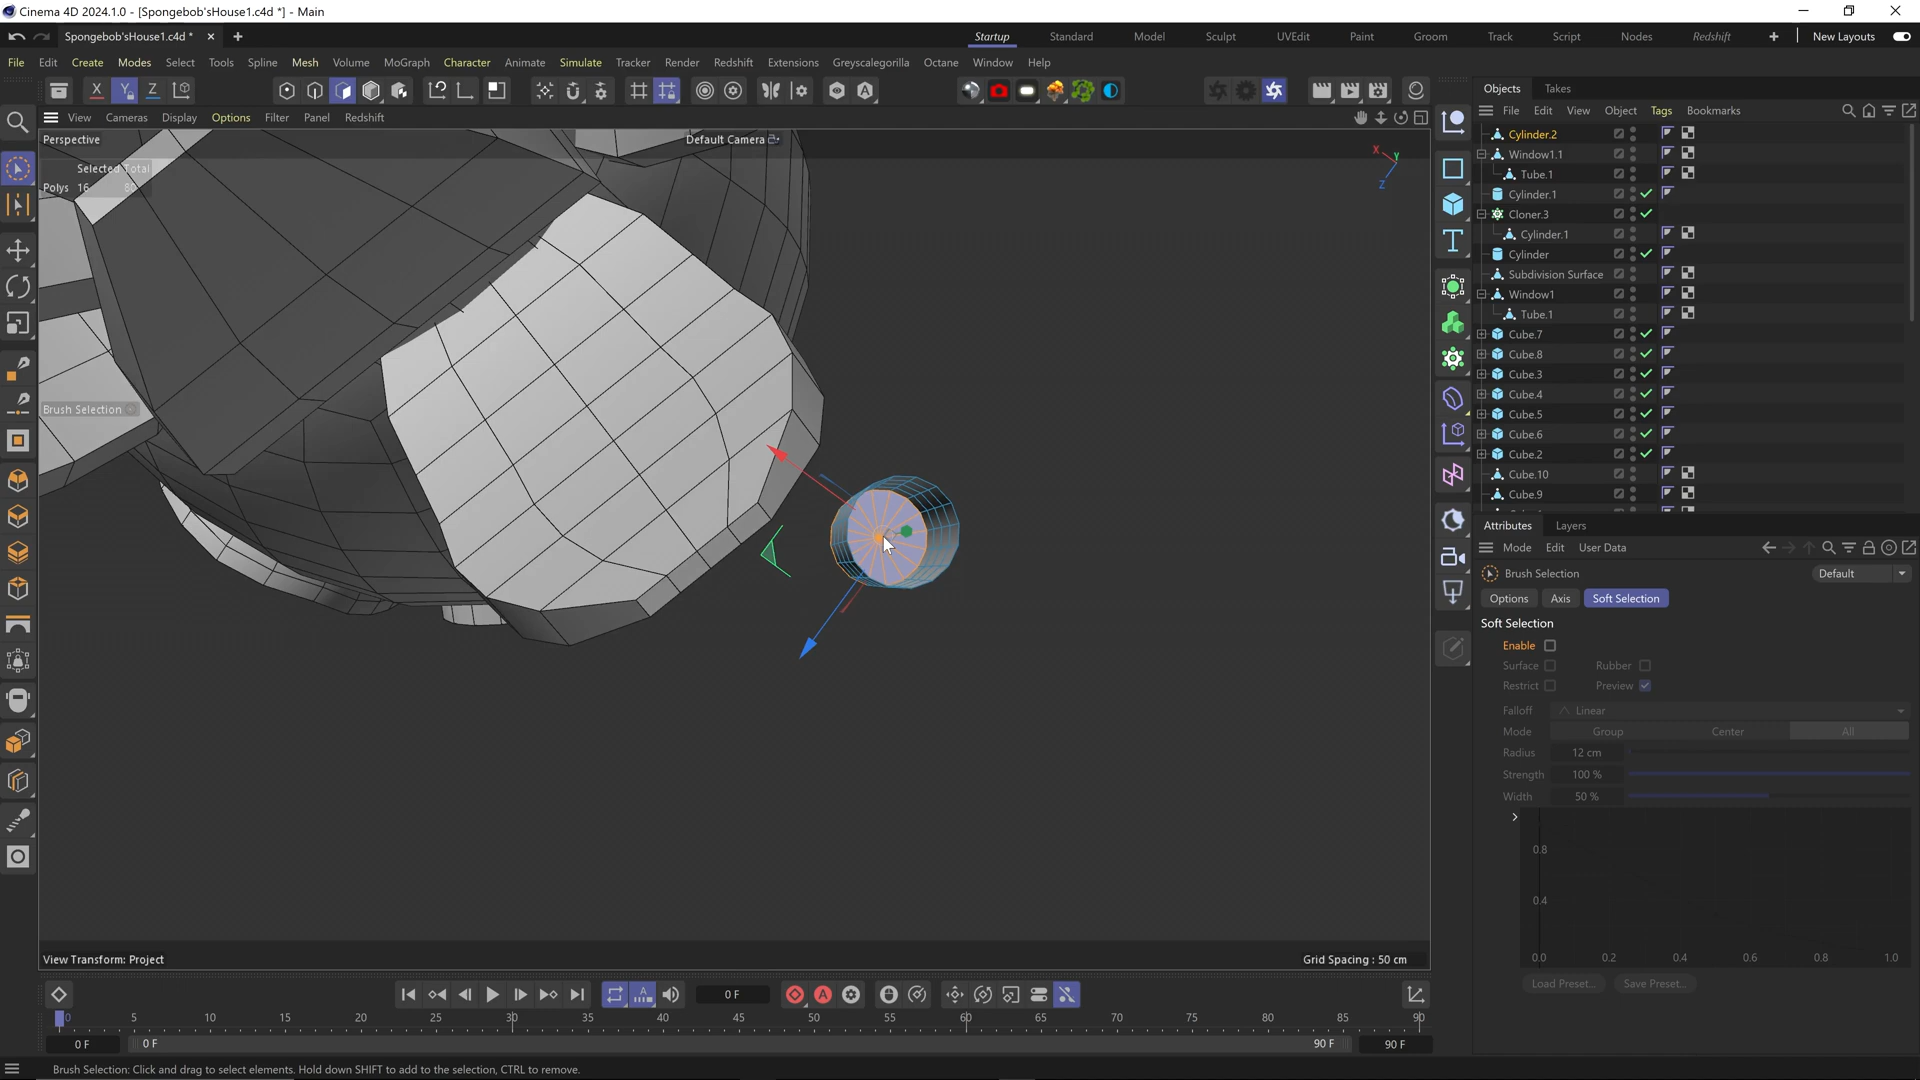 Cinema 4D 2024.1.0 - [Spongebob'sHouse1.c4d *] - Main
Spongebob'sHouse1.c4d *
Startup Standard Model Sculpt UVEdit Paint Groom Track Script Nodes Redshift New Layouts
File Edit Create Modes Select Tools Spline Mesh Volume MoGraph Character Animate Simulate Tracker Render Redshift Extensions Greyscalegorilla Octane Window Help
X Y Z
Objects Takes
File Edit View Object Tags Bookmarks
View Cameras Display Options Filter Panel Redshift
Perspective
Default Camera
Selected Total
Polys 16 80
Brush Selection
X Y Z
View Transform: Project
Grid Spacing : 50 cm
Cylinder.2
Window1.1
Tube.1
Cylinder.1
Cloner.3
Cylinder.1
Cylinder
Subdivision Surface
Window1
Tube.1
Cube.7
Cube.8
Cube.3
Cube.4
Cube.5
Cube.6
Cube.2
Cube.10
Cube.9
Attributes Layers
Mode Edit User Data
Brush Selection Default
Options Axis Soft Selection
Soft Selection
Enable
Surface Rubber
Restrict Preview
Falloff Linear
Mode Group Center All
Radius 12 cm
Strength 100 %
Width 50 %
0.8
0.4
0.0 0.2 0.4 0.6 0.8 1.0
Load Preset... Save Preset...
0 F
0 5 10 15 20 25 30 35 40 45 50 55 60 65 70 75 80 85 90
0 F 0 F 90 F 90 F
Brush Selection: Click and drag to select elements. Hold down SHIFT to add to the selection, CTRL to remove.